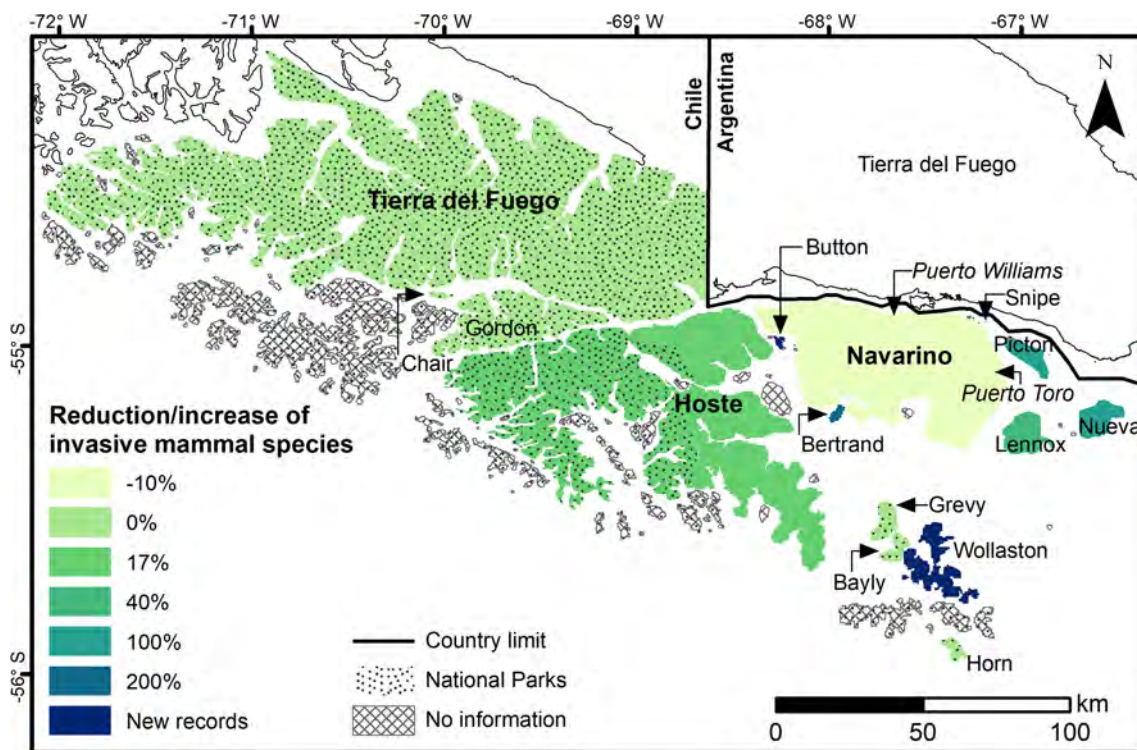 -72° W -71° W -70° W -69° W -68° W -67° W
N
Chile
Argentina
Tierra del Fuego
Tierra del Fuego
Button
Puerto Williams
Snipe
-55° S
Gordon
Chair
Picton
Navarino
Puerto Toro
Hoste
Bertrand
Lennox
Nueva
Grevy
Wollaston
Bayly
Horn
-56° S
Reduction/increase of
invasive mammal species
-10%
0%
17%
40%
100%
200%
New records
Country limit
National Parks
No information
km
0 50 100